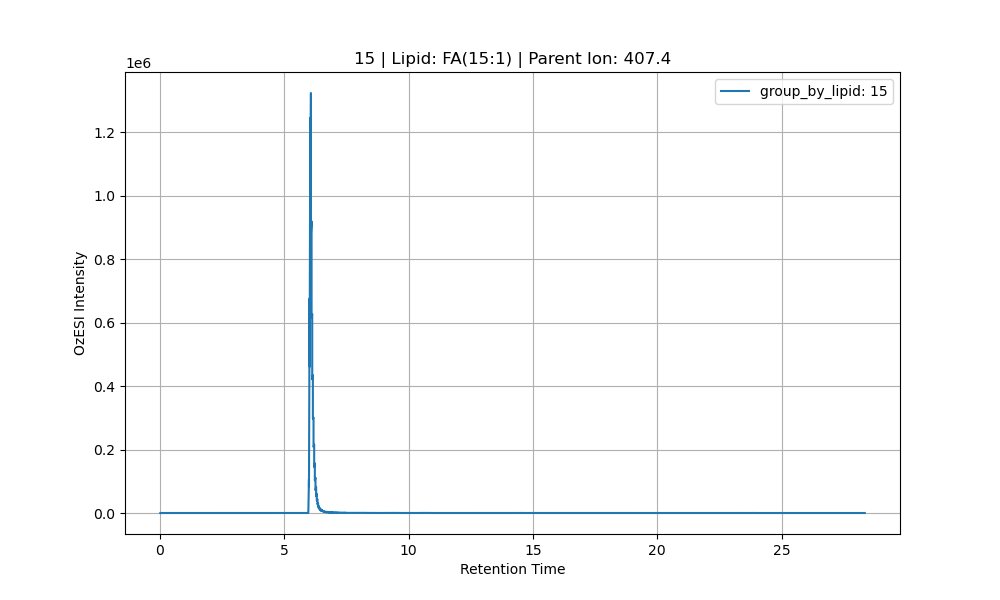 15 | Lipid: FA(15:1) | Parent Ion: 407.4
1e6
group_by_lipid: 15
1.2
1.0
0.8
0.6
0.4
0.2
0.0
OzESI Intensity
0 5 10 15 20 25
Retention Time